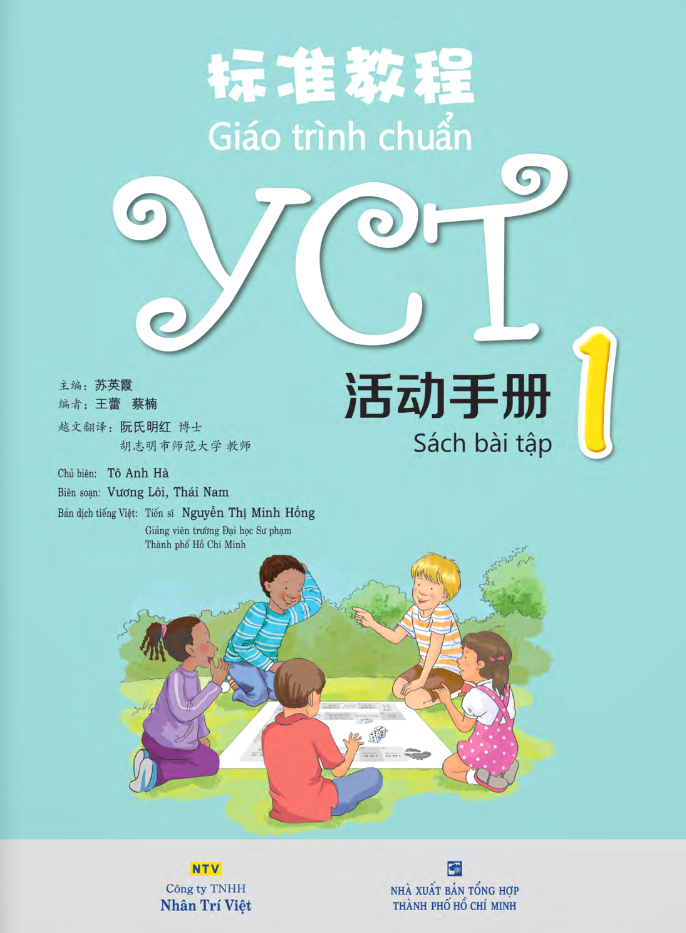 标准教程
Giáo trình chuẩn
YCT
1
活动手册
Sách bài tập
主编：苏英霞
编者：王蕾 蔡楠
越文翻译：阮氏明红 博士
胡志明市师范大学 教师
Chủ biên: Tô Anh Hà
Biên soạn: Vương Lôi, Thái Nam
Bản dịch tiếng Việt: Tiến sĩ Nguyễn Thị Minh Hồng
Giảng viên trường Đại học Sư phạm
Thành phố Hồ Chí Minh
NTV
Công ty TNHH
Nhân Trí Việt
NHÀ XUẤT BẢN TỔNG HỢP
THÀNH PHỐ HỒ CHÍ MINH